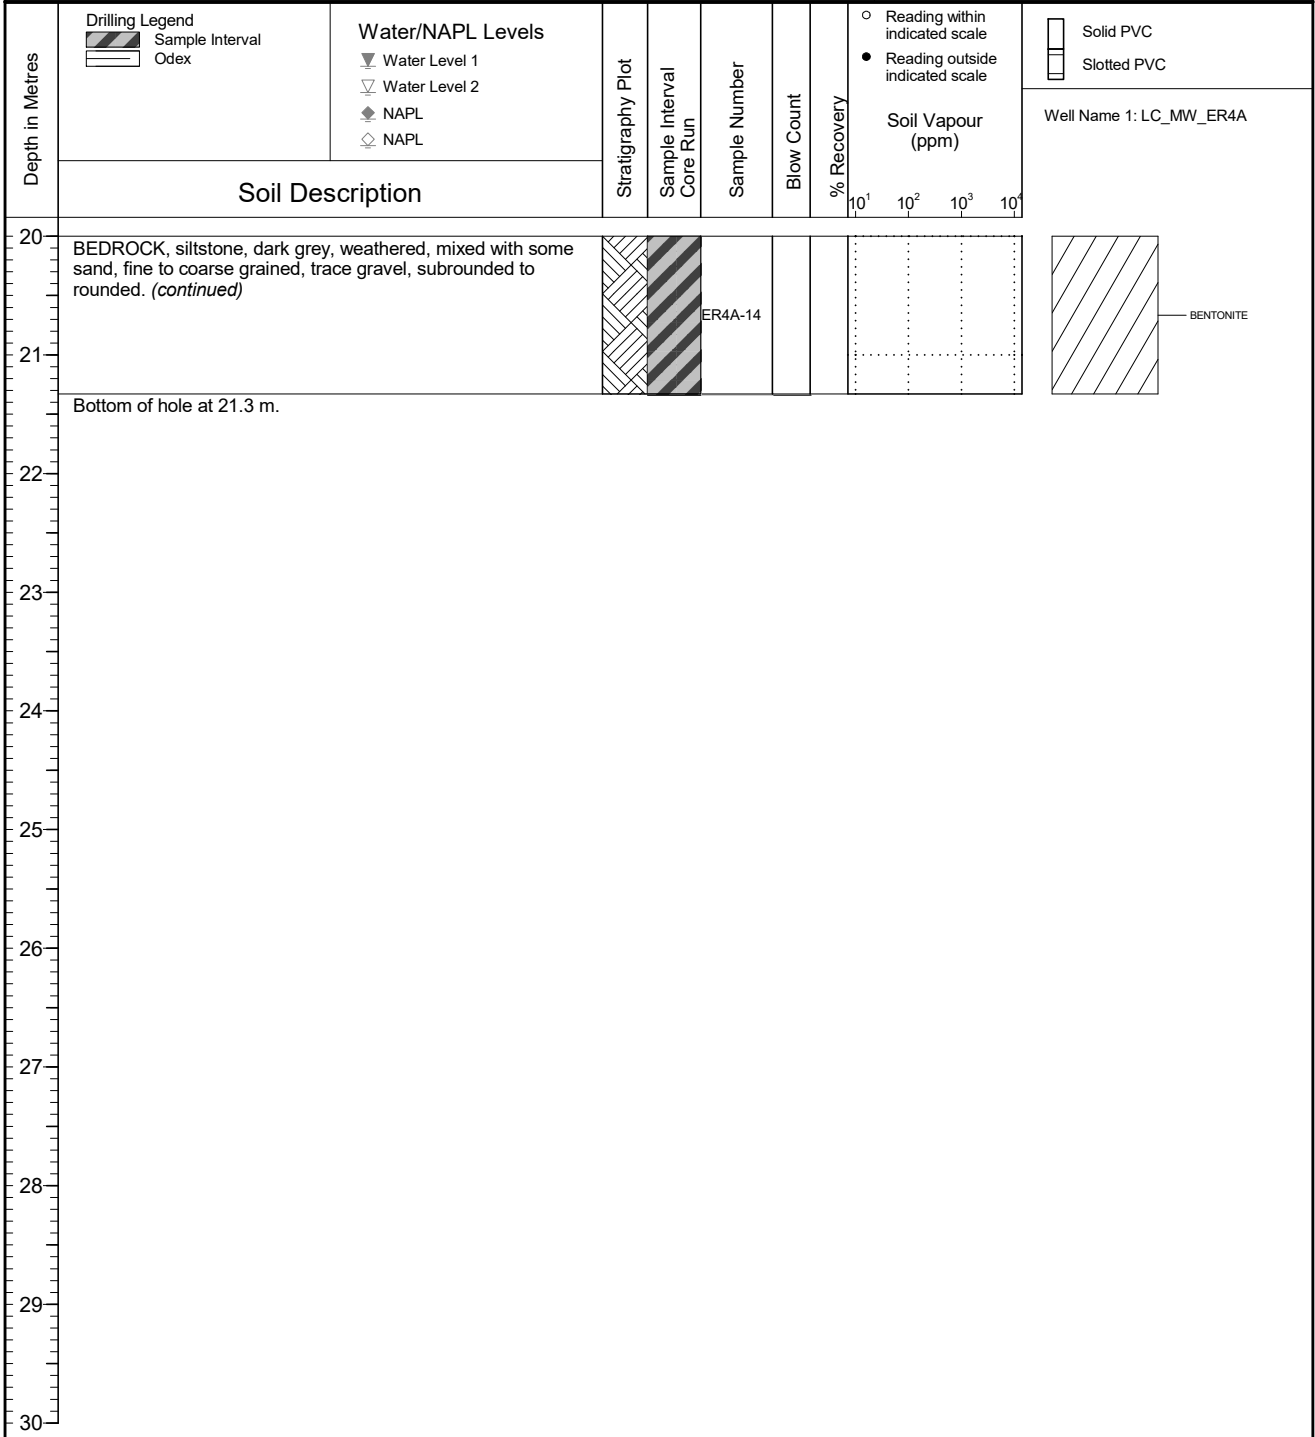 Depth in Metres
Drilling Legend
Sample Interval
Odex
Water/NAPL Levels
Water Level 1
Water Level 2
NAPL
NAPL
Soil Description
Stratigraphy Plot
Sample Interval
Core Run
Sample Number
Blow Count
% Recovery
Reading within
indicated scale
Reading outside
indicated scale
Soil Vapour
(ppm)
10¹ 10² 10³ 10⁴
Solid PVC
Slotted PVC
Well Name 1: LC_MW_ER4A
20
BEDROCK, siltstone, dark grey, weathered, mixed with some
sand, fine to coarse grained, trace gravel, subrounded to
rounded. (continued)
ER4A-14
BENTONITE
21
Bottom of hole at 21.3 m.
22
23
24
25
26
27
28
29
30